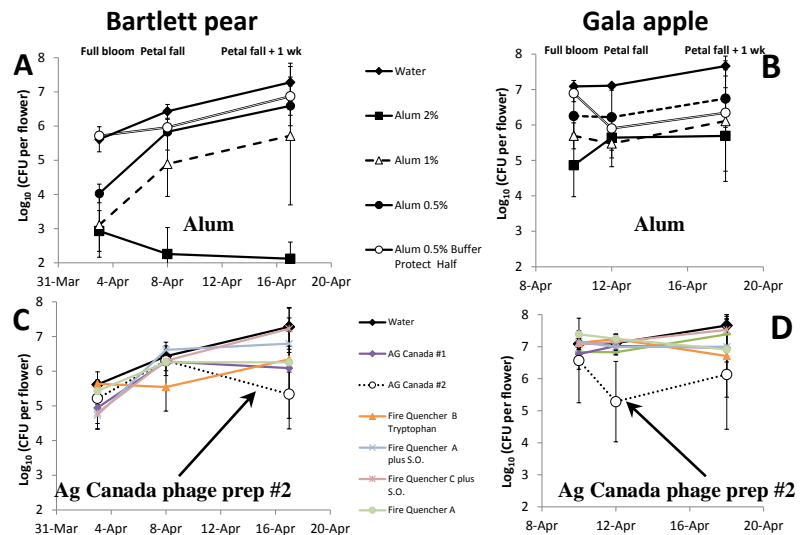 Bartlett pear
Gala apple
Full bloom Petal fall Petal fall + 1 wk
Full bloom Petal fall Petal fall + 1 wk
A
8
7
6
5
4
3
2
Log10 (CFU per flower)
31-Mar 4-Apr 8-Apr 12-Apr 16-Apr 20-Apr
Alum
Water
Alum 2%
Alum 1%
Alum 0.5%
Alum 0.5% Buffer
Protect Half
B
8
7
6
5
4
3
2
Log10 (CFU per flower)
8-Apr 12-Apr 16-Apr 20-Apr
Alum
C
8
7
6
5
4
3
2
1
Log10 (CFU per flower)
31-Mar 4-Apr 8-Apr 12-Apr 16-Apr 20-Apr
Ag Canada phage prep #2
Water
AG Canada #1
AG Canada #2
Fire Quencher B
Tryptophan
Fire Quencher A
plus S.O.
Fire Quencher C plus
S.O.
Fire Quencher A
D
8
7
6
5
4
3
2
1
Log10 (CFU per flower)
8-Apr 12-Apr 16-Apr 20-Apr
Ag Canada phage prep #2